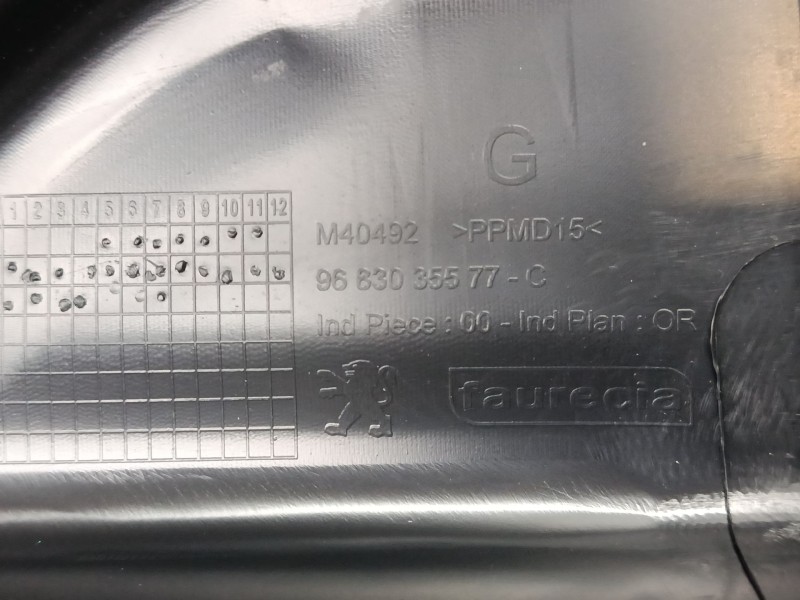 G
1 2 3 4 5 6 7 8 9 10 11 12
M40492 >PPMD15<
96 830 355 77 - C
Ind Piece : 00 - Ind Plan : OR
faurecia